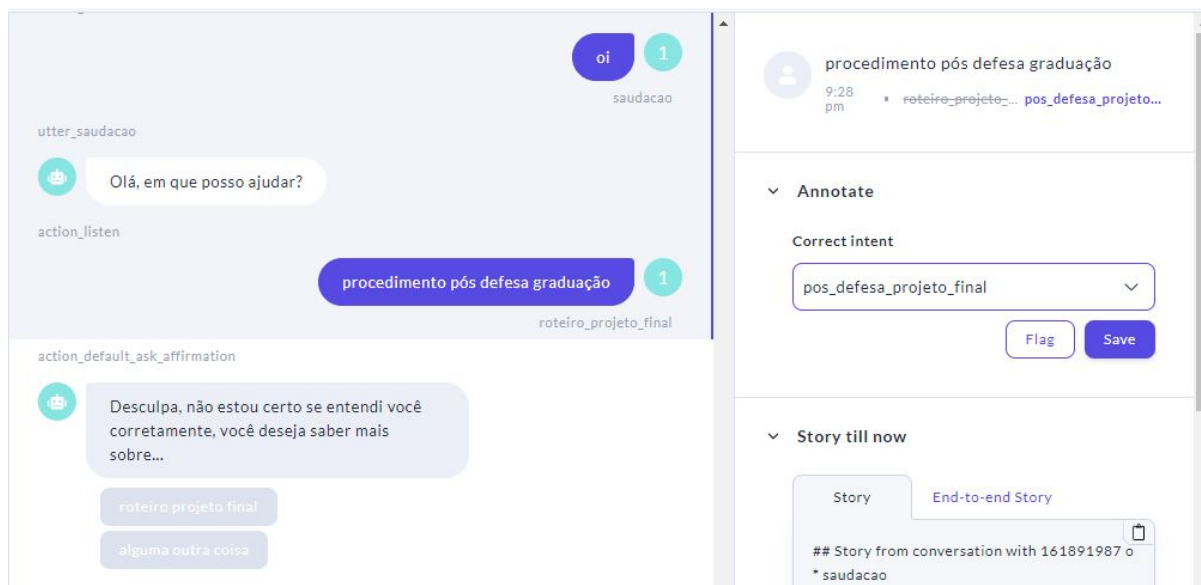 oi
1
saudacao
utter_saudacao
Olá, em que posso ajudar?
action_listen
procedimento pós defesa graduação
1
roteiro_projeto_final
action_default_ask_affirmation
Desculpa, não estou certo se entendi você
corretamente, você deseja saber mais
sobre...
roteiro projeto final
alguma outra coisa
procedimento pós defesa graduação
9:28
pm
roteiro_projeto_... pos_defesa_projeto...
Annotate
Correct intent
pos_defesa_projeto_final
Flag Save
Story till now
Story End-to-end Story
## Story from conversation with 161891987 o
* saudacao